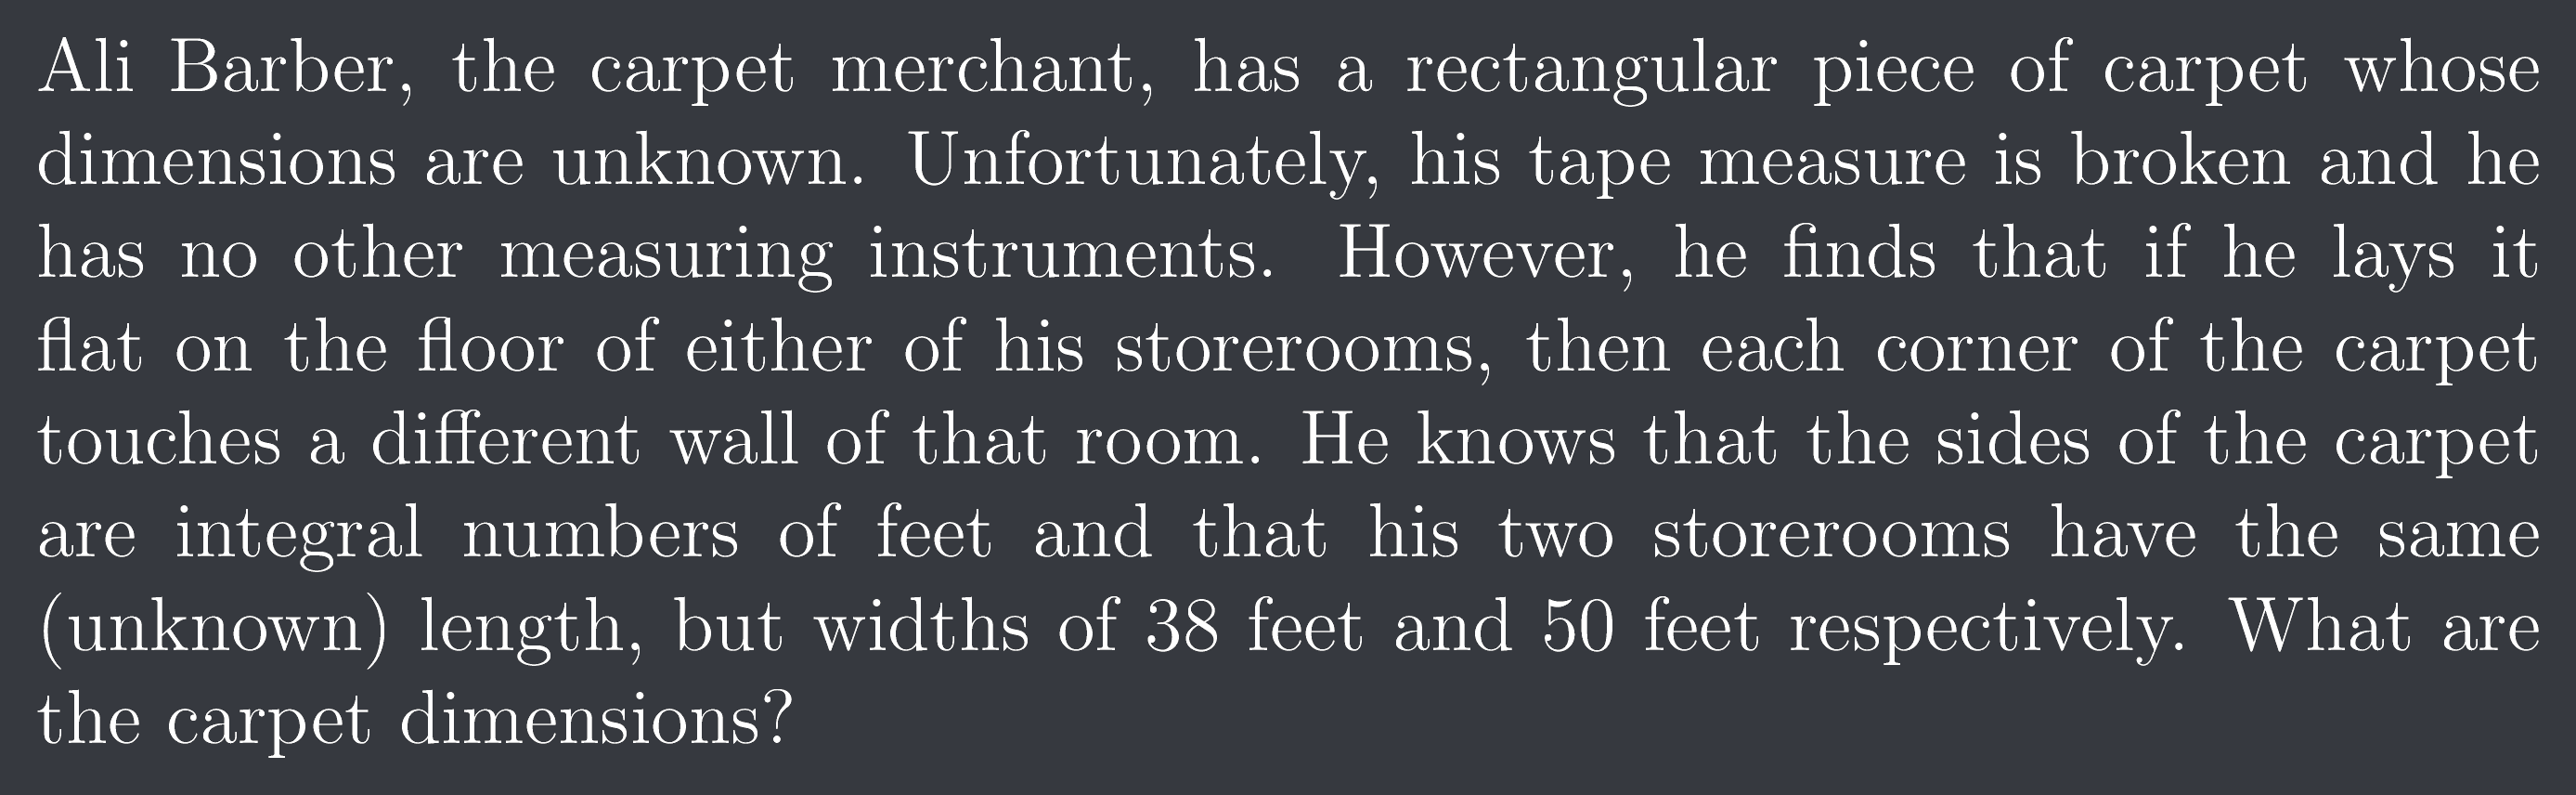 Ali Barber, the carpet merchant, has a rectangular piece of carpet whose
dimensions are unknown. Unfortunately, his tape measure is broken and he
has no other measuring instruments. However, he finds that if he lays it
flat on the floor of either of his storerooms, then each corner of the carpet
touches a different wall of that room. He knows that the sides of the carpet
are integral numbers of feet and that his two storerooms have the same
(unknown) length, but widths of 38 feet and 50 feet respectively. What are
the carpet dimensions?